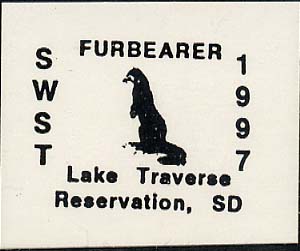 FURBEARER
SWST
1997
Lake Traverse
Reservation, SD